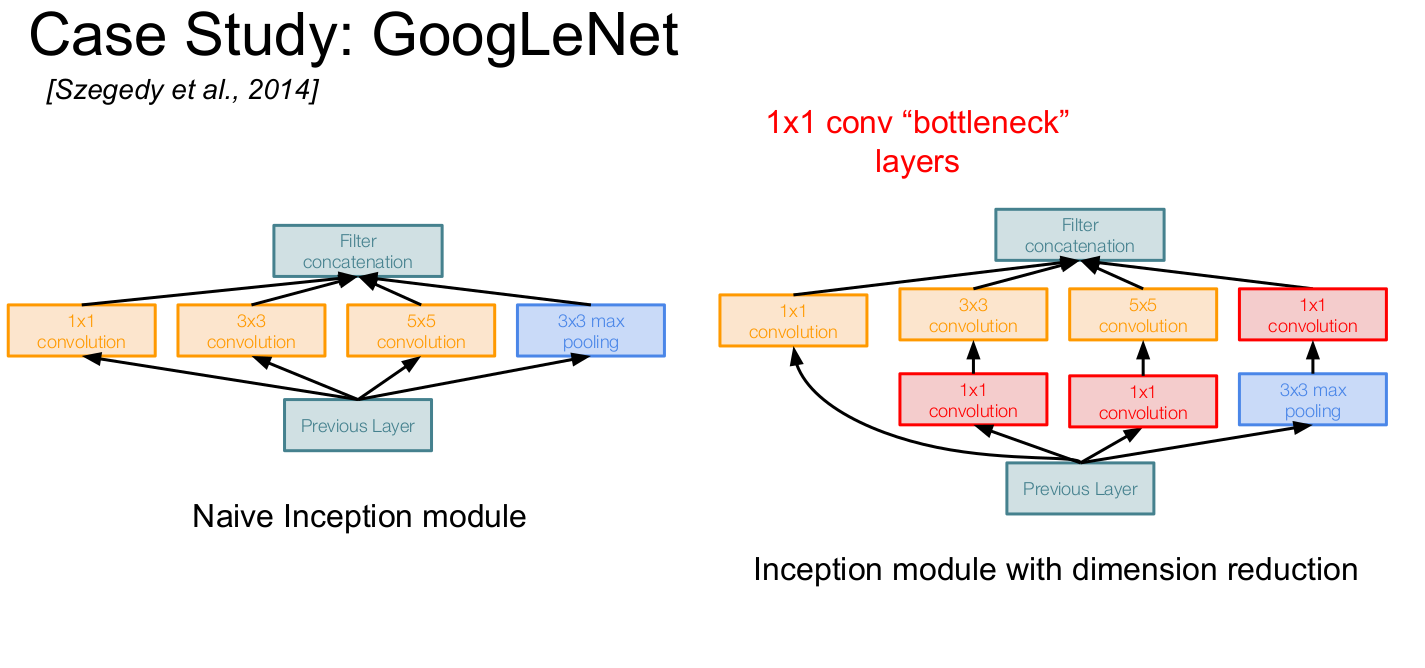 Case Study: GoogLeNet
[Szegedy et al., 2014]
1x1 conv “bottleneck”
layers
Filter
concatenation
1x1
convolution
3x3
convolution
5x5
convolution
3x3 max
pooling
Previous Layer
Naive Inception module
Filter
concatenation
1x1
convolution
3x3
convolution
5x5
convolution
1x1
convolution
1x1
convolution
1x1
convolution
3x3 max
pooling
Previous Layer
Inception module with dimension reduction